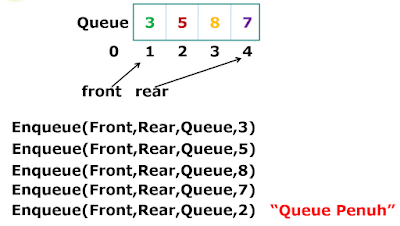 Queue 3 5 8 7
0 1 2 3 4
front rear
Enqueue(Front,Rear,Queue,3)
Enqueue(Front,Rear,Queue,5)
Enqueue(Front,Rear,Queue,8)
Enqueue(Front,Rear,Queue,7)
Enqueue(Front,Rear,Queue,2) “Queue Penuh”